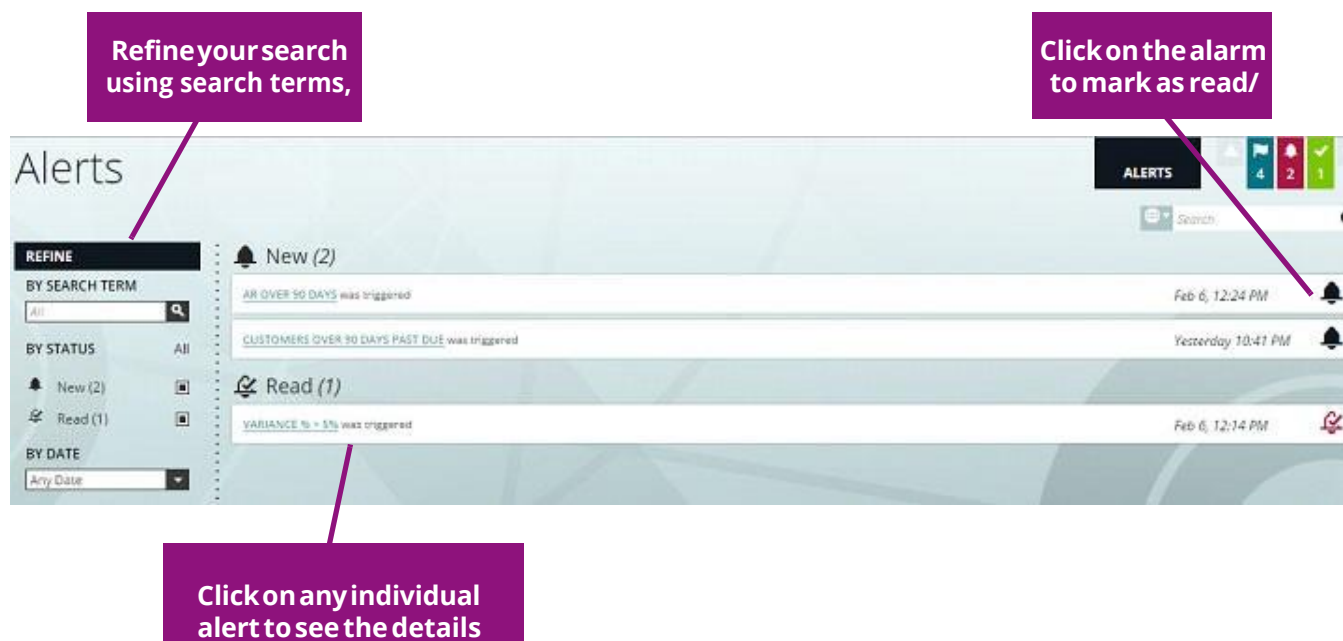 Refine your search
using search terms,
Click on the alarm
to mark as read/
Alerts
ALERTS
4 2 1
Search
REFINE
BY SEARCH TERM
All
BY STATUS All
New (2)
Read (1)
BY DATE
Any Date
New (2)
AR OVER 90 DAYS was triggered Feb 6, 12:24 PM
CUSTOMERS OVER 90 DAYS PAST DUE was triggered Yesterday 10:41 PM
Read (1)
VARIANCE % > 5% was triggered Feb 6, 12:14 PM
Click on any individual
alert to see the details